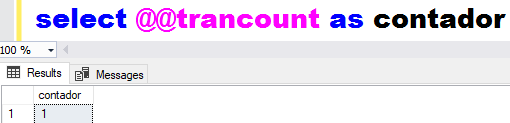 select @@trancount as contador
100 %
Results Messages
contador
1 1